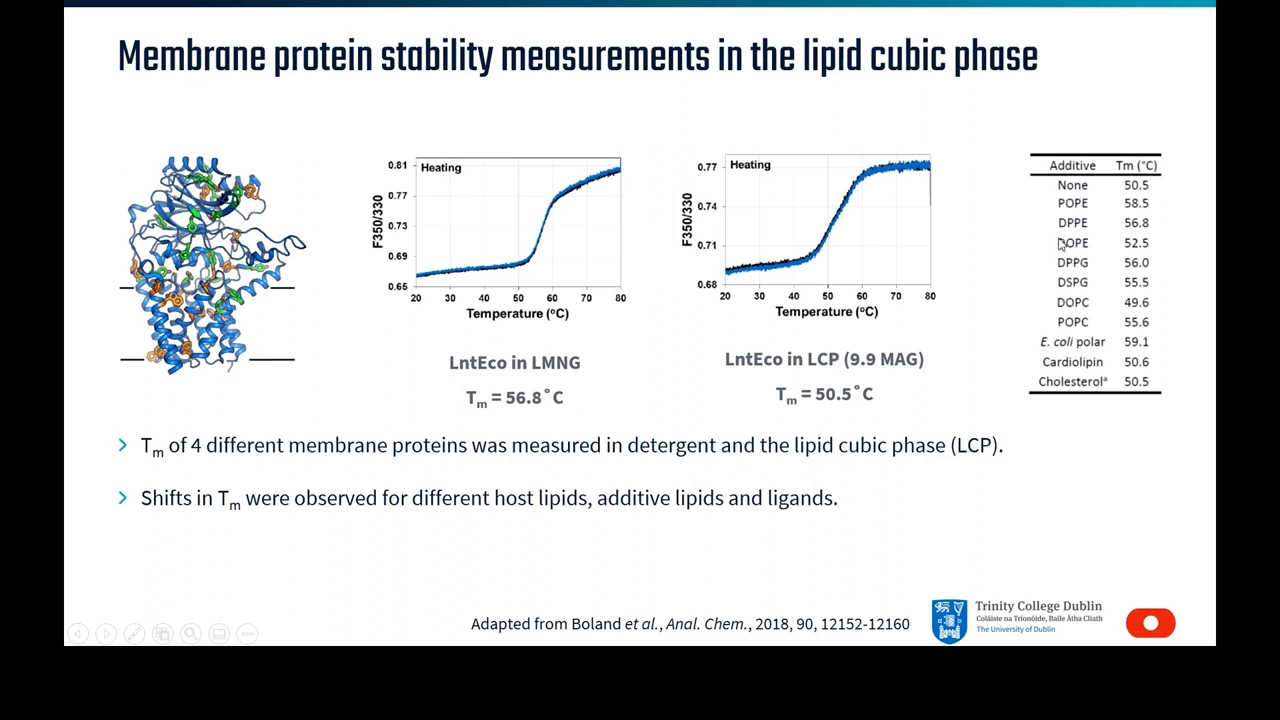 Membrane protein stability measurements in the lipid cubic phase
0.81
0.77
0.73
0.69
0.65
F350/330
Heating
20 30 40 50 60 70 80
Temperature (°C)
LntEco in LMNG
Tm = 56.8°C
0.77
0.74
0.71
0.68
F350/330
Heating
20 30 40 50 60 70 80
Temperature (°C)
LntEco in LCP (9.9 MAG)
Tm = 50.5°C
Additive Tm (°C)
None 50.5
POPE 58.5
DPPE 56.8
52.5
DPPG 56.0
DSPG 55.5
DOPC 49.6
POPC 55.6
E. coli polar 59.1
Cardiolipin 50.6
Cholesterolᵃ 50.5
Tm of 4 different membrane proteins was measured in detergent and the lipid cubic phase (LCP).
Shifts in Tm were observed for different host lipids, additive lipids and ligands.
Adapted from Boland et al., Anal. Chem., 2018, 90, 12152-12160
Trinity College Dublin
Coláiste na Tríonóide, Baile Átha Cliath
The University of Dublin